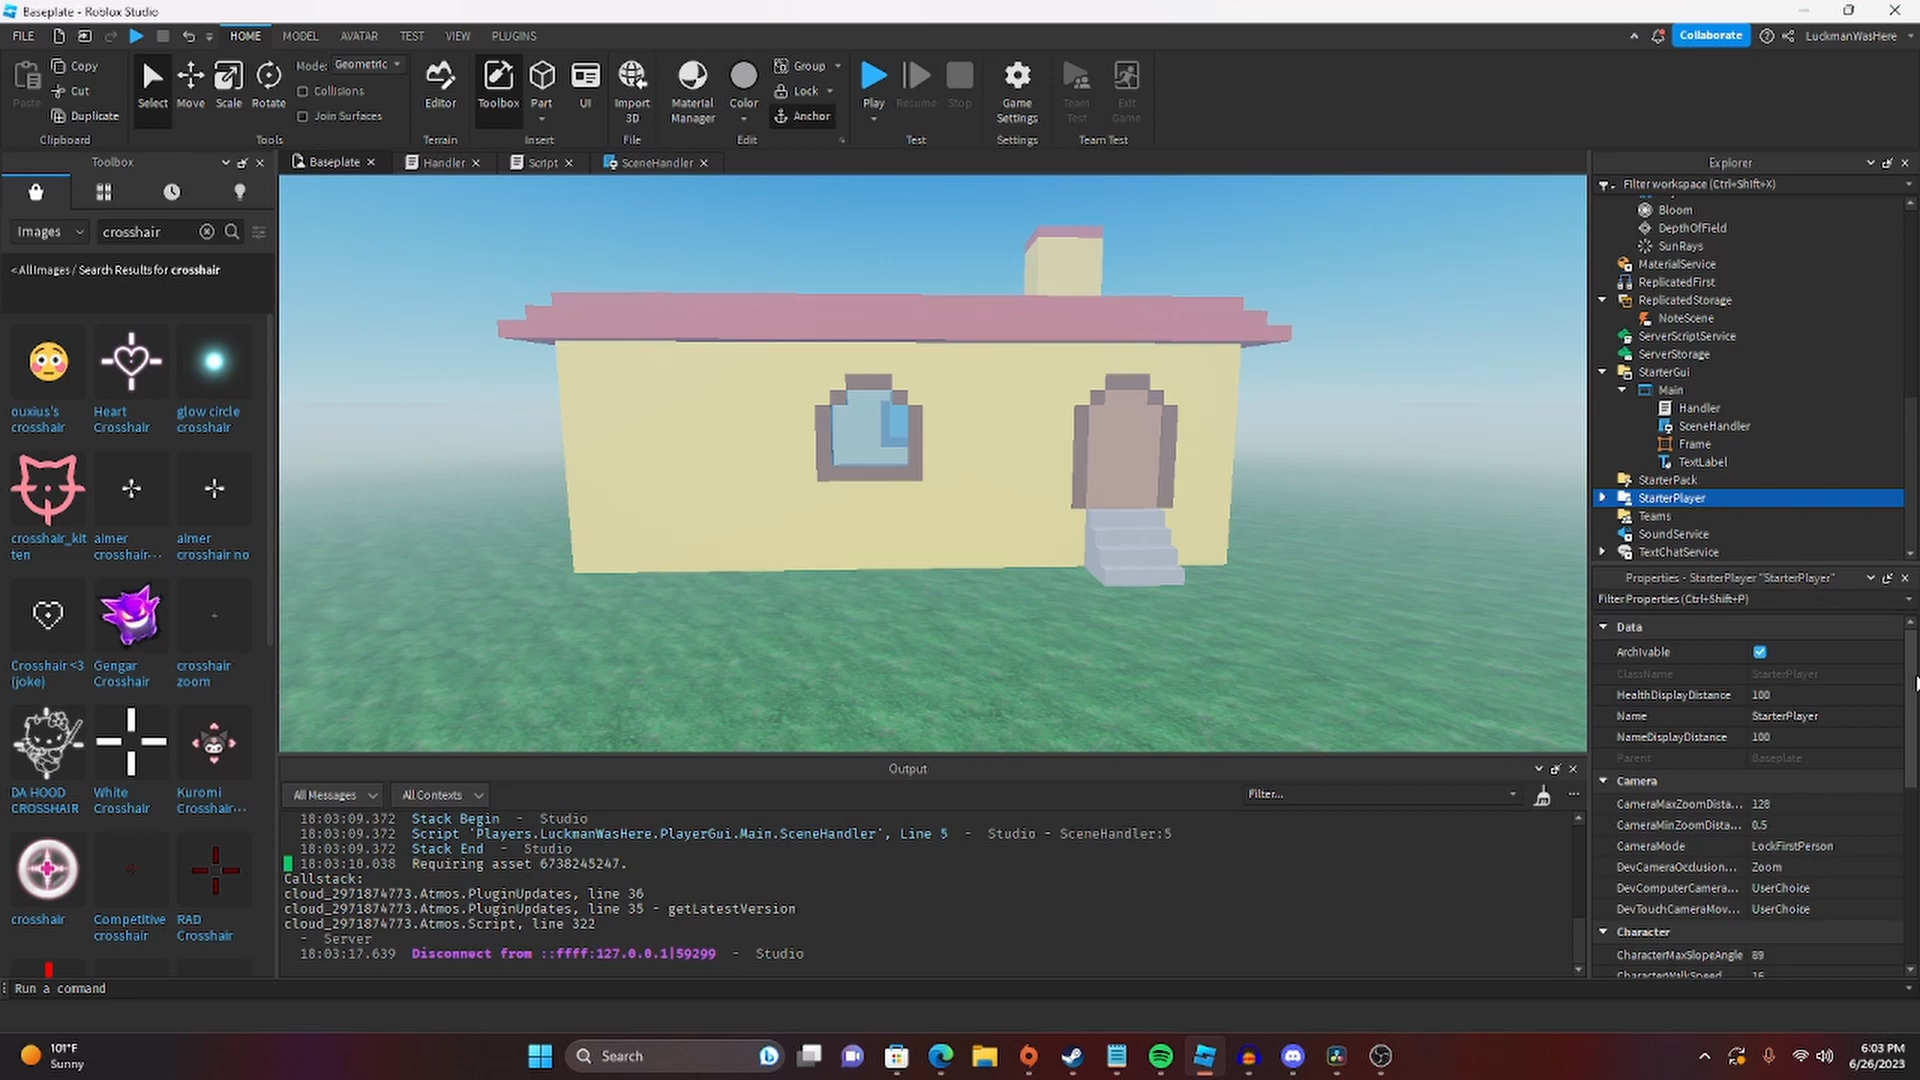 Baseplate - Roblox Studio
FILE HOME MODEL AVATAR TEST VIEW PLUGINS Collaborate LuckmanWasHere
Paste Copy Cut Duplicate Clipboard
Select Move Scale Rotate Mode: Geometric Collisions Join Surfaces Tools
Editor Terrain
Toolbox Part UI Insert
Import 3D File
Material Manager Color Group Lock Anchor Edit
Play Resume Stop Test
Game Settings Settings
Team Test Exit Game Team Test
Toolbox
Images crosshair
< All Images / Search Results for crosshair
ouxius's crosshair
Heart Crosshair
glow circle crosshair
crosshair_kitten
aimer crosshair...
aimer crosshair no
Crosshair <3 (joke)
Gengar Crosshair
crosshair zoom
DA HOOD CROSSHAIR
White Crosshair
Kuromi Crosshair...
crosshair
Competitive crosshair
RAD Crosshair
Baseplate Handler Script SceneHandler
Output
All Messages All Contexts Filter...
18:03:09.372 Stack Begin - Studio
18:03:09.372 Script 'Players.LuckmanWasHere.PlayerGui.Main.SceneHandler', Line 5 - Studio - SceneHandler:5
18:03:09.372 Stack End - Studio
18:03:10.038 Requiring asset 6738245247.
Callstack:
cloud_2971874773.Atmos.PluginUpdates, line 36
cloud_2971874773.Atmos.PluginUpdates, line 35 - getLatestVersion
cloud_2971874773.Atmos.Script, line 322
- Server
18:03:17.639 Disconnect from ::ffff:127.0.0.1|59299 - Studio
Run a command
Explorer
Filter workspace (Ctrl+Shift+X)
Bloom
DepthOfField
SunRays
MaterialService
ReplicatedFirst
ReplicatedStorage
NoteScene
ServerScriptService
ServerStorage
StarterGui
Main
Handler
SceneHandler
Frame
TextLabel
StarterPack
StarterPlayer
Teams
SoundService
TextChatService
Properties - StarterPlayer "StarterPlayer"
Filter Properties (Ctrl+Shift+P)
Data
Archivable
ClassName StarterPlayer
HealthDisplayDistance 100
Name StarterPlayer
NameDisplayDistance 100
Parent Baseplate
Camera
CameraMaxZoomDista... 128
CameraMinZoomDista... 0.5
CameraMode LockFirstPerson
DevCameraOcclusion... Zoom
DevComputerCamera... UserChoice
DevTouchCameraMov... UserChoice
Character
CharacterMaxSlopeAngle 89
CharacterWalkSpeed 16
101°F
Sunny
Search
6:03 PM
6/26/2023